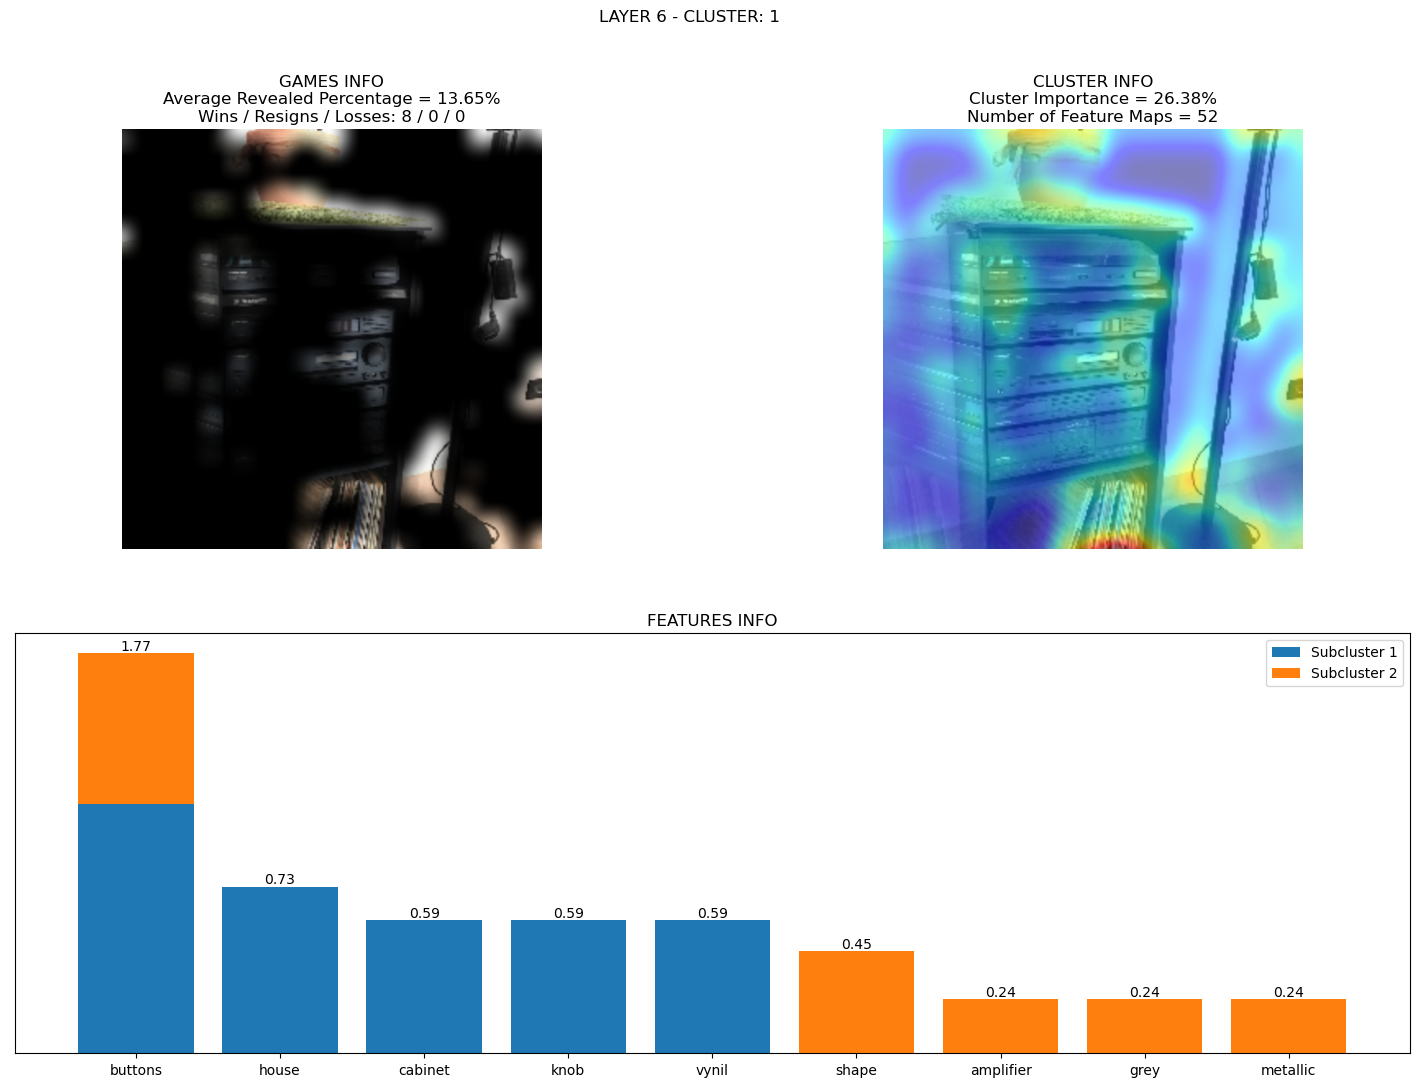 LAYER 6 - CLUSTER: 1
GAMES INFO
Average Revealed Percentage = 13.65%
Wins / Resigns / Losses: 8 / 0 / 0
CLUSTER INFO
Cluster Importance = 26.38%
Number of Feature Maps = 52
FEATURES INFO
Subcluster 1
Subcluster 2
1.77
0.73
0.59
0.59
0.59
0.45
0.24
0.24
0.24
buttons
house
cabinet
knob
vynil
shape
amplifier
grey
metallic